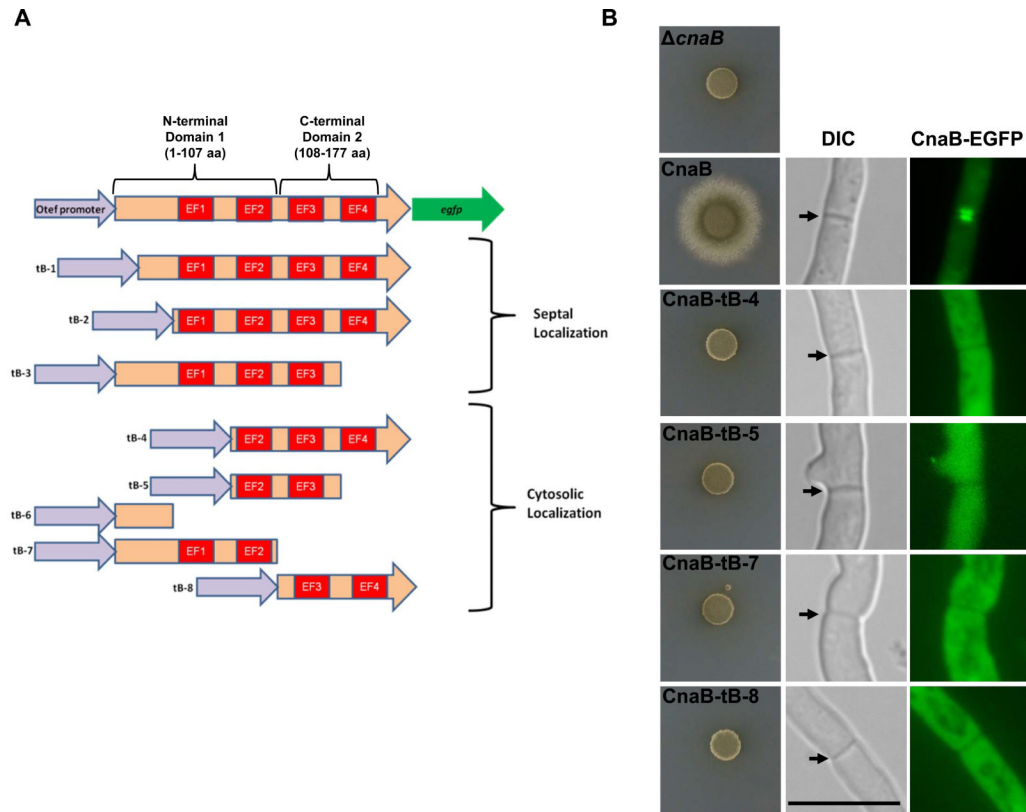 A
N-terminal
Domain 1
(1-107 aa)
C-terminal
Domain 2
(108-177 aa)
Otef promoter
EF1
EF2
EF3
EF4
egfp
tB-1
EF1
EF2
EF3
EF4
tB-2
EF1
EF2
EF3
EF4
tB-3
EF1
EF2
EF3
Septal
Localization
tB-4
EF2
EF3
EF4
tB-5
EF2
EF3
tB-6
tB-7
EF1
EF2
tB-8
EF3
EF4
Cytosolic
Localization
B
ΔcnaB
DIC
CnaB-EGFP
CnaB
CnaB-tB-4
CnaB-tB-5
CnaB-tB-7
CnaB-tB-8